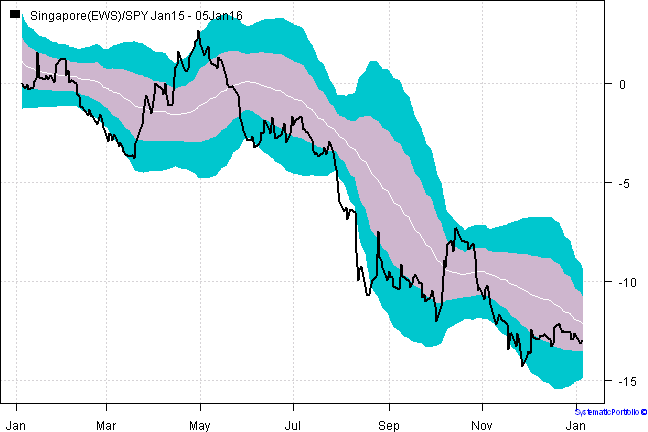 Singapore(EWS)/SPY Jan15 - 05Jan16
0
-5
-10
-15
SystematicPortfolio ©
Jan Mar May Jul Sep Nov Jan